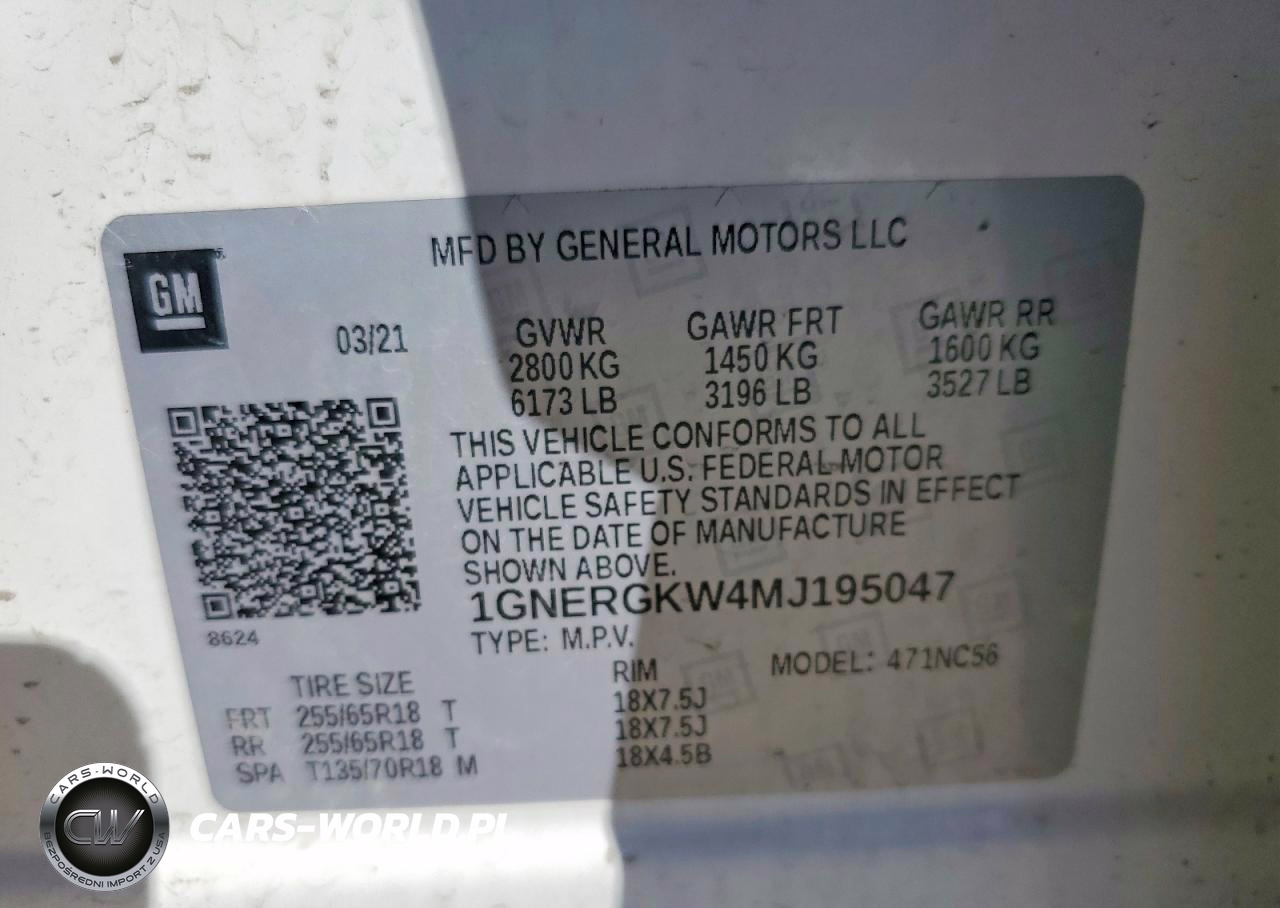 MFD BY GENERAL MOTORS LLC
GM
03/21
GVWR GAWR FRT GAWR RR
2800 KG 1450 KG 1600 KG
6173 LB 3196 LB 3527 LB
THIS VEHICLE CONFORMS TO ALL
APPLICABLE U.S. FEDERAL MOTOR
VEHICLE SAFETY STANDARDS IN EFFECT
ON THE DATE OF MANUFACTURE
SHOWN ABOVE.
1GNERGKW4MJ195047
8624
TYPE: M.P.V.
MODEL: 471NC56
TIRE SIZE RIM
FRT 255/65R18 T 18X7.5J
RR 255/65R18 T 18X7.5J
SPA T135/70R18 M 18X4.5B
CARS-WORLD
CW
BEZPOŚREDNI IMPORT Z USA
CARS-WORLD.PL